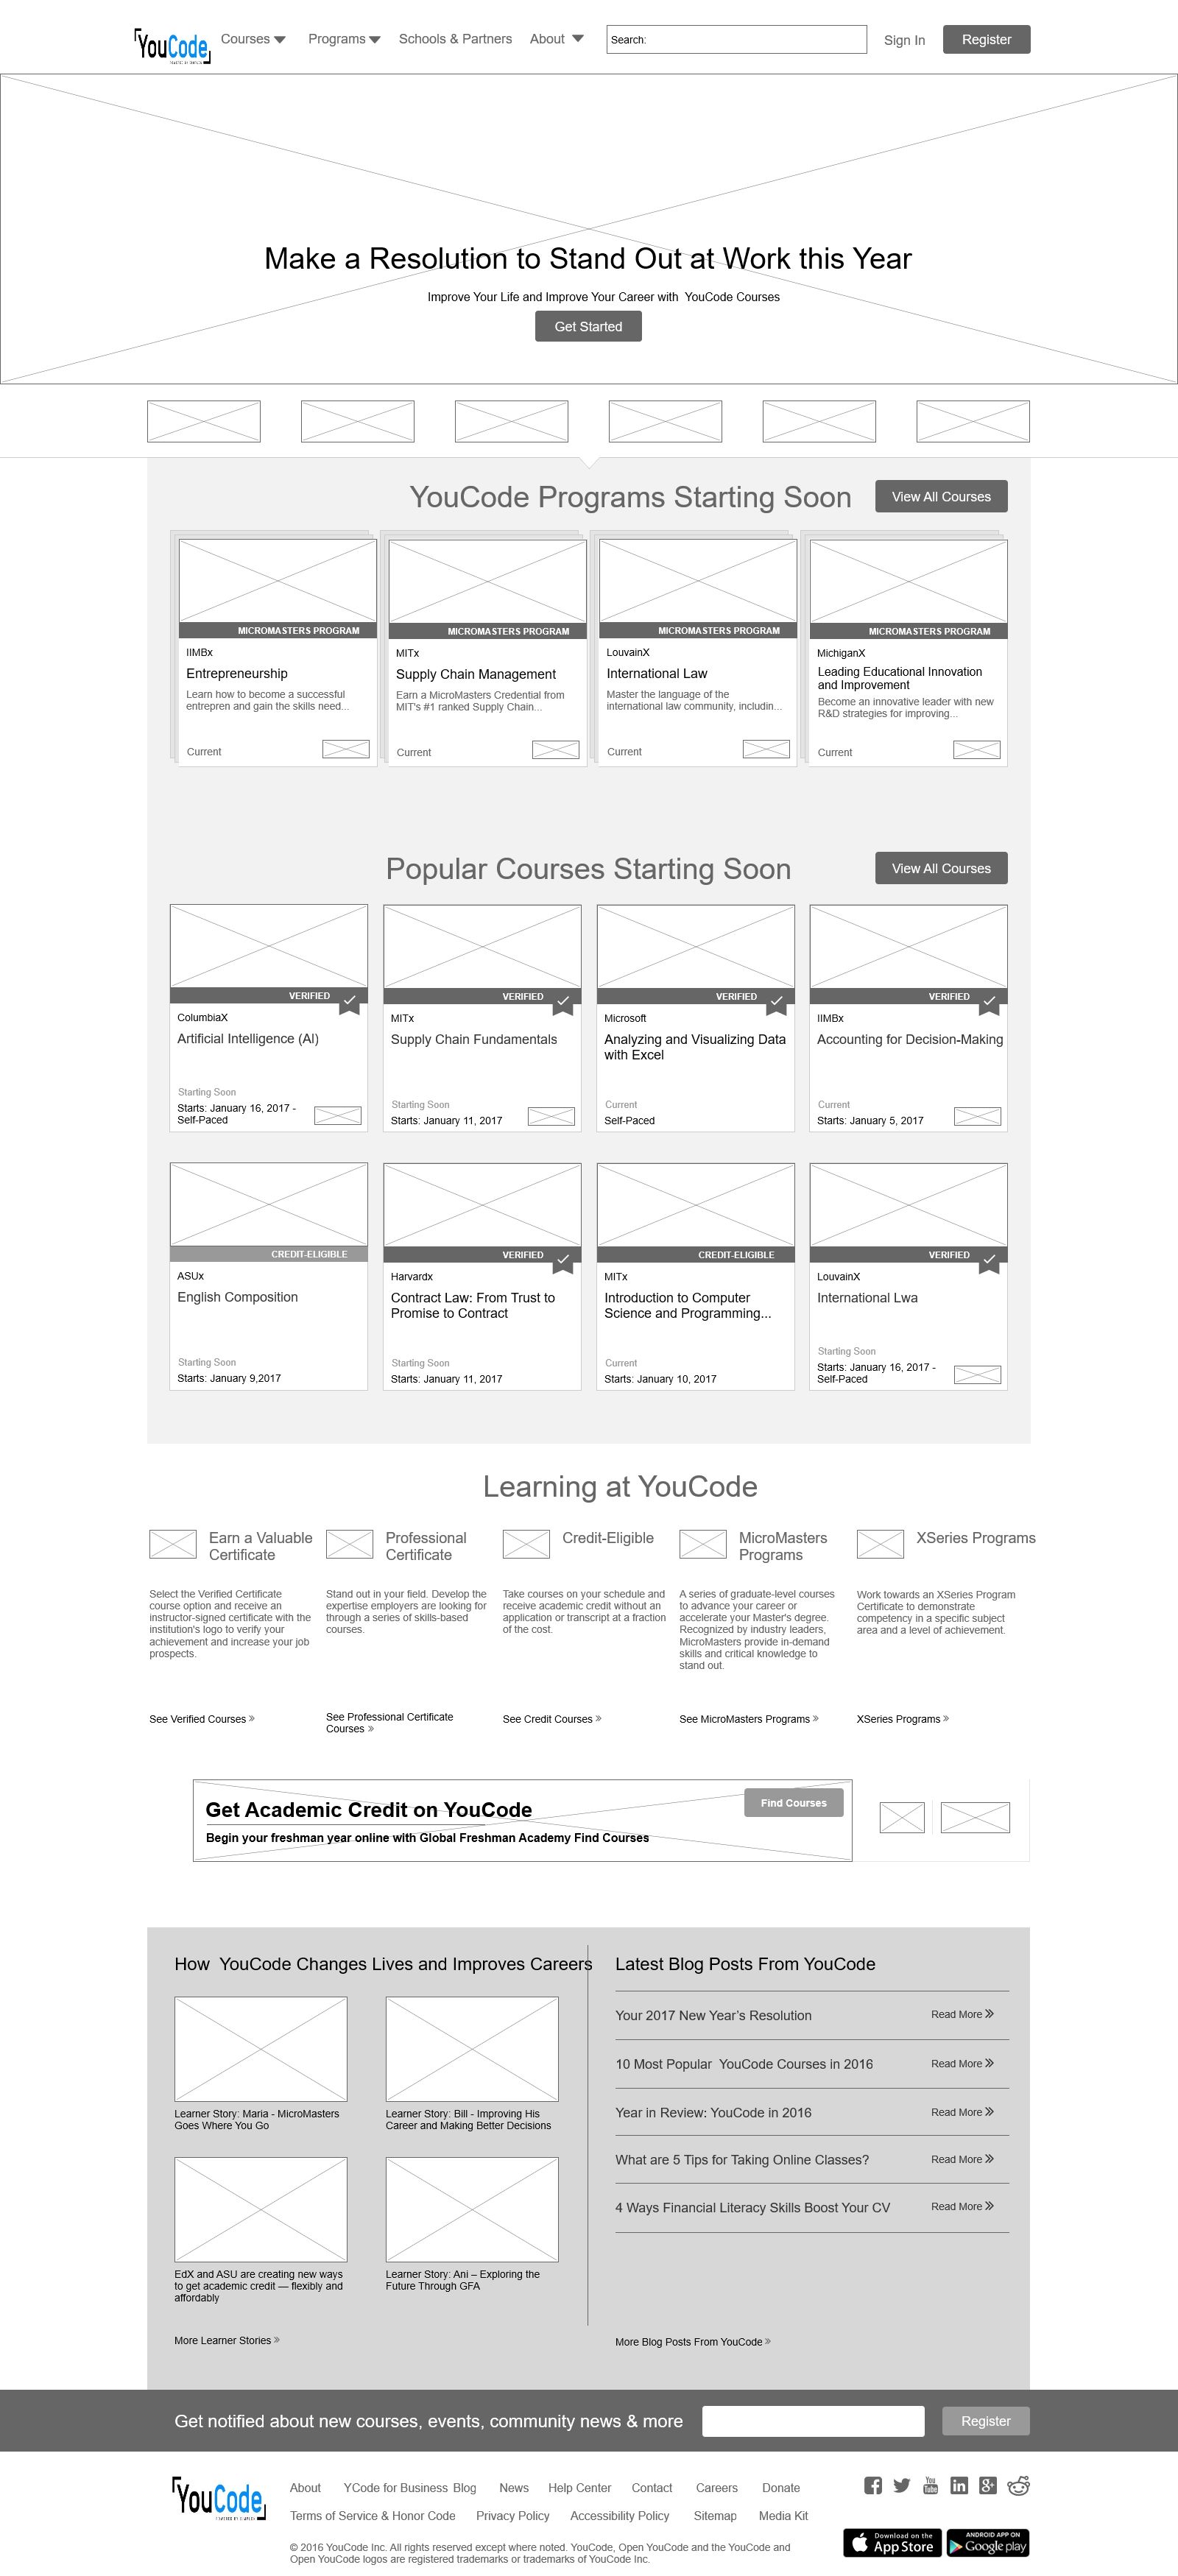 YouCode
Courses
Programs
Schools & Partners
About
Search:
Sign In
Register
Make a Resolution to Stand Out at Work this Year
Improve Your Life and Improve Your Career with YouCode Courses
Get Started
YouCode Programs Starting Soon
View All Courses
MICROMASTERS PROGRAM
IIMBx
Entrepreneurship
Learn how to become a successful
entrepren and gain the skills need...
Current
MICROMASTERS PROGRAM
MITx
Supply Chain Management
Earn a MicroMasters Credential from
MIT's #1 ranked Supply Chain...
Current
MICROMASTERS PROGRAM
LouvainX
International Law
Master the language of the
international law community, includin...
Current
MICROMASTERS PROGRAM
MichiganX
Leading Educational Innovation
and Improvement
Become an innovative leader with new
R&D strategies for improving...
Current
Popular Courses Starting Soon
View All Courses
VERIFIED
ColumbiaX
Artificial Intelligence (AI)
Starting Soon
Starts: January 16, 2017 -
Self-Paced
VERIFIED
MITx
Supply Chain Fundamentals
Starting Soon
Starts: January 11, 2017
VERIFIED
Microsoft
Analyzing and Visualizing Data
with Excel
Current
Self-Paced
VERIFIED
IIMBx
Accounting for Decision-Making
Current
Starts: January 5, 2017
CREDIT-ELIGIBLE
ASUx
English Composition
Starting Soon
Starts: January 9,2017
VERIFIED
Harvardx
Contract Law: From Trust to
Promise to Contract
Starting Soon
Starts: January 11, 2017
CREDIT-ELIGIBLE
MITx
Introduction to Computer
Science and Programming...
Current
Starts: January 10, 2017
VERIFIED
LouvainX
International Lwa
Starting Soon
Starts: January 16, 2017 -
Self-Paced
Learning at YouCode
Earn a Valuable
Certificate
Select the Verified Certificate
course option and receive an
instructor-signed certificate with the
institution's logo to verify your
achievement and increase your job
prospects.
See Verified Courses »
Professional
Certificate
Stand out in your field. Develop the
expertise employers are looking for
through a series of skills-based
courses.
See Professional Certificate
Courses »
Credit-Eligible
Take courses on your schedule and
receive academic credit without an
application or transcript at a fraction
of the cost.
See Credit Courses »
MicroMasters
Programs
A series of graduate-level courses
to advance your career or
accelerate your Master's degree.
Recognized by industry leaders,
MicroMasters provide in-demand
skills and critical knowledge to
stand out.
See MicroMasters Programs »
XSeries Programs
Work towards an XSeries Program
Certificate to demonstrate
competency in a specific subject
area and a level of achievement.
XSeries Programs »
Get Academic Credit on YouCode
Find Courses
Begin your freshman year online with Global Freshman Academy Find Courses
How YouCode Changes Lives and Improves Careers
Learner Story: Maria - MicroMasters
Goes Where You Go
Learner Story: Bill - Improving His
Career and Making Better Decisions
EdX and ASU are creating new ways
to get academic credit — flexibly and
affordably
Learner Story: Ani – Exploring the
Future Through GFA
More Learner Stories »
Latest Blog Posts From YouCode
Your 2017 New Year’s Resolution
Read More »
10 Most Popular YouCode Courses in 2016
Read More »
Year in Review: YouCode in 2016
Read More »
What are 5 Tips for Taking Online Classes?
Read More »
4 Ways Financial Literacy Skills Boost Your CV
Read More »
More Blog Posts From YouCode »
Get notified about new courses, events, community news & more
Register
YouCode
About
YCode for Business
Blog
News
Help Center
Contact
Careers
Donate
Terms of Service & Honor Code
Privacy Policy
Accessibility Policy
Sitemap
Media Kit
© 2016 YouCode Inc. All rights reserved except where noted. YouCode, Open YouCode and the YouCode and
Open YouCode logos are registered trademarks or trademarks of YouCode Inc.
You
Tube
in
g+
Download on the
App Store
ANDROID APP ON
Google play